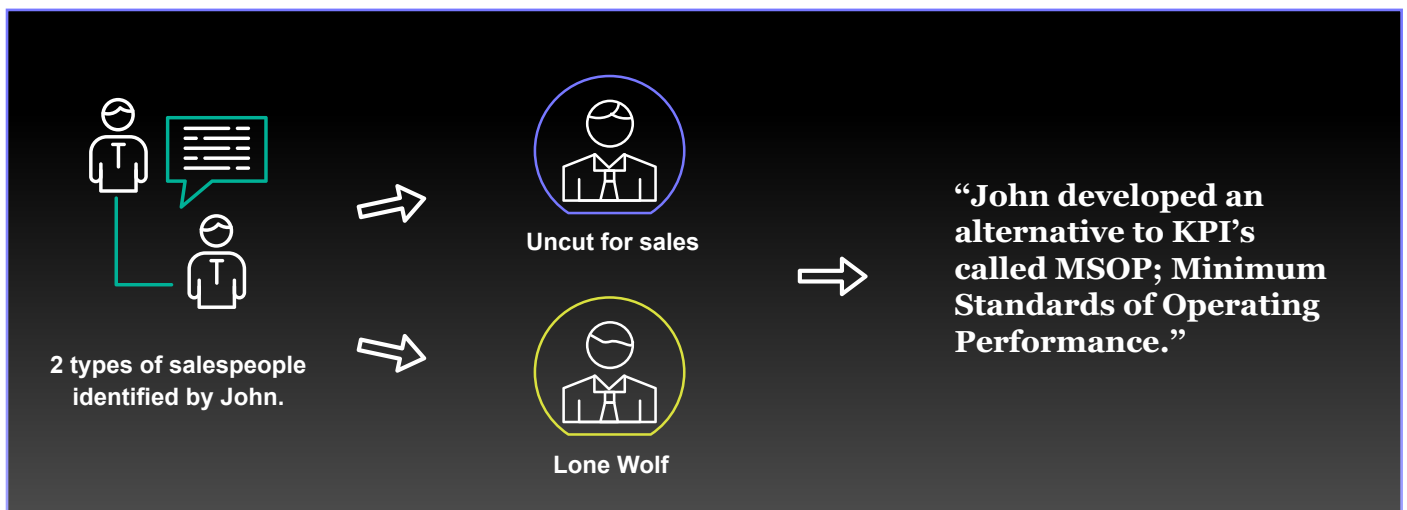 2 types of salespeople
identified by John.
Uncut for sales
Lone Wolf
“John developed an
alternative to KPI’s
called MSOP; Minimum
Standards of Operating
Performance.”